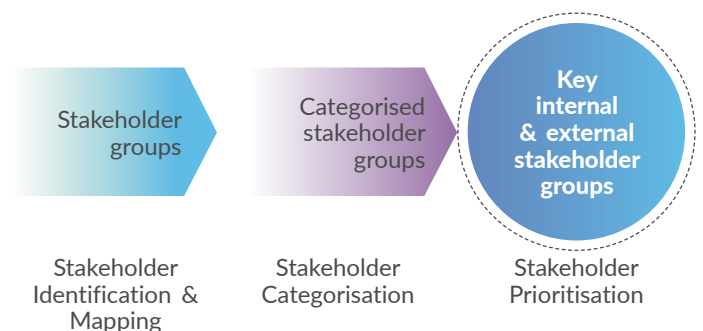 Stakeholder
groups
Categorised
stakeholder
groups
Key
internal
& external
stakeholder
groups
Stakeholder
Identification &
Mapping
Stakeholder
Categorisation
Stakeholder
Prioritisation